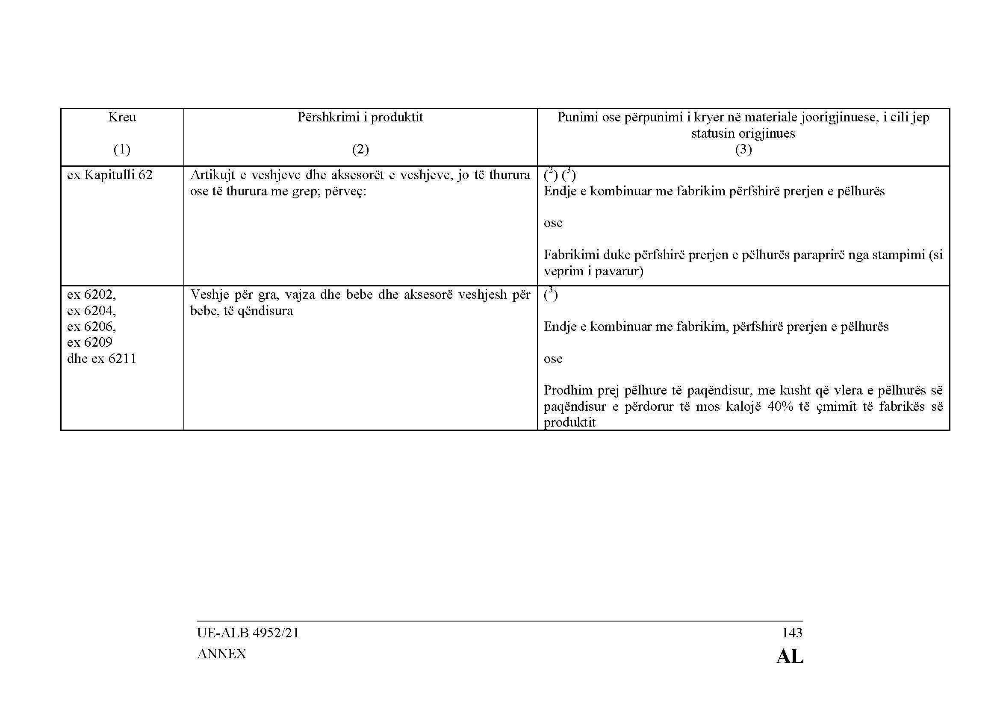 Kreu
(1)
Përshkrimi i produktit
(2)
Punimi ose përpunimi i kryer në materiale joorigjinuese, i cili jep
statusin origjinues
(3)
ex Kapitulli 62
Artikujt e veshjeve dhe aksesorët e veshjeve, jo të thurura
ose të thurura me grep; përveç:
(²) (³)
Endje e kombinuar me fabrikim përfshirë prerjen e pëlhurës
ose
Fabrikimi duke përfshirë prerjen e pëlhurës paraprirë nga stampimi (si
veprim i pavarur)
ex 6202,
ex 6204,
ex 6206,
ex 6209
dhe ex 6211
Veshje për gra, vajza dhe bebe dhe aksesorë veshjesh për
bebe, të qëndisura
(³)
Endje e kombinuar me fabrikim, përfshirë prerjen e pëlhurës
ose
Prodhim prej pëlhure të paqëndisur, me kusht që vlera e pëlhurës së
paqëndisur e përdorur të mos kalojë 40% të çmimit të fabrikës së
produktit
UE-ALB 4952/21
143
ANNEX
AL